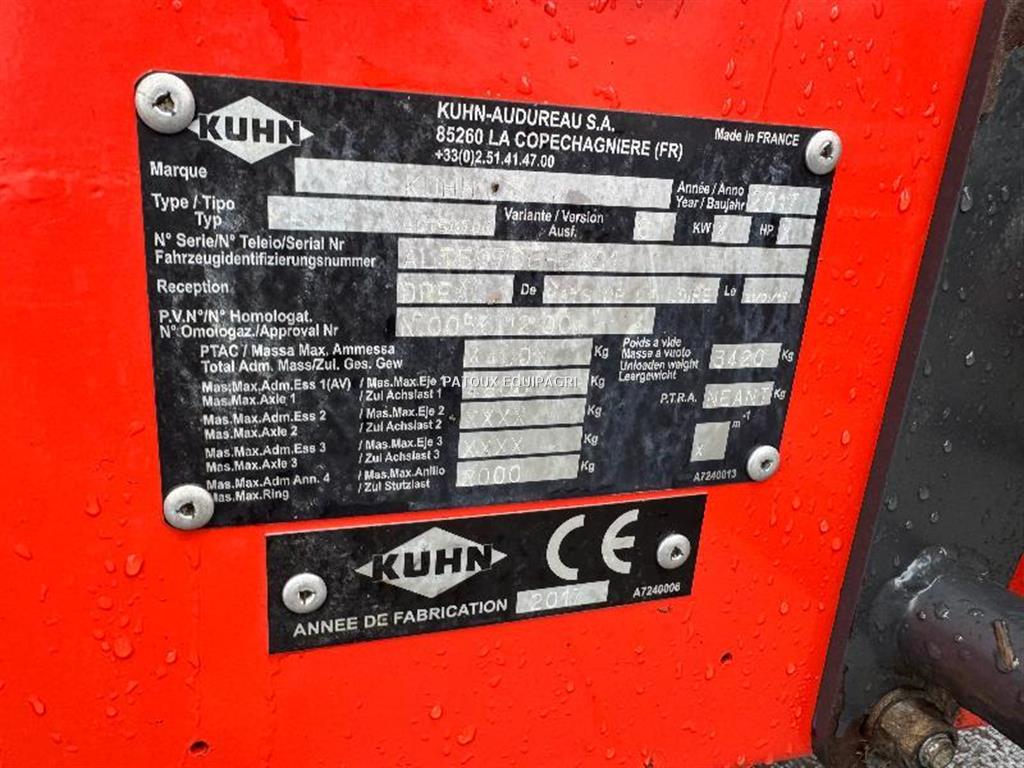 KUHN
KUHN-AUDUREAU S.A.
85260 LA COPECHAGNIERE (FR)
+33(0)2.51.41.47.00
Made in FRANCE
Marque KUHN
Année / Anno
Year / Baujahr 2017
Type / Tipo
Typ
Variante / Version
Ausf.
KW X HP X
N° Serie/N° Teleio/Serial Nr
Fahrzeugidentifizierungsnummer
Reception De Le
P.V.N°/N° Homologat.
N°Omologaz./Approval Nr
PTAC / Massa Max. Ammessa
Total Adm. Mass/Zul. Ges. Gew Kg
Poids à vide
Masse à vuoto
Unloaden weight
Leergewicht 3420 Kg
Mas.Max.Adm.Ess 1(AV) / Mas.Max.Eje 1
Mas.Max.Axle 1 / Zul Achslast 1 Kg
PATOUX EQUIPAGRI
P.T.R.A. NEANT Kg
Mas.Max.Adm.Ess 2 / Mas.Max.Eje 2
Mas.Max.Axle 2 / Zul Achslast 2 XXXX Kg
m-1
X
Mas.Max.Adm.Ess 3 / Mas.Max.Eje 3
Mas.Max.Axle 3 / Zul Achslast 3 XXXX Kg
Mas.Max.Adm Ann. 4 / Mas.Max.Anllio
Mas.Max.Ring / Zul Stutzlast Kg
A7240013
KUHN CE
ANNEE DE FABRICATION 2017
A7240006